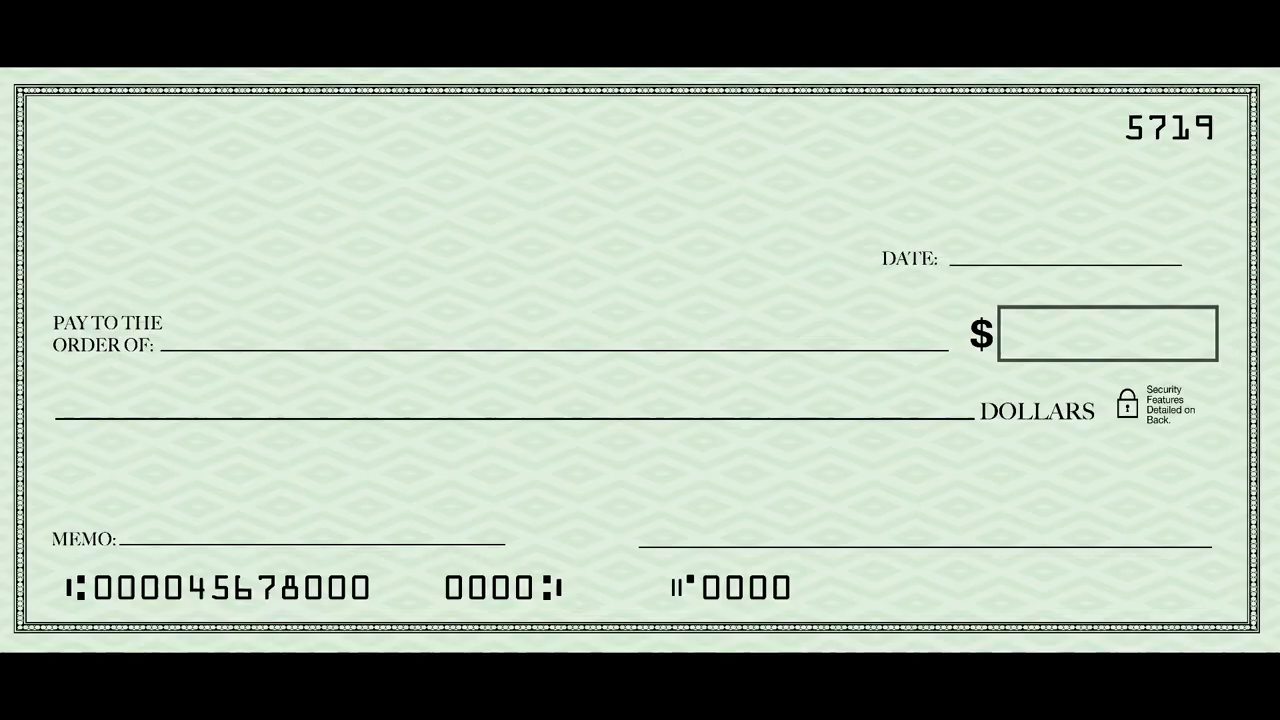 5719
DATE:
PAY TO THE
ORDER OF:
$
DOLLARS
Security
Features
Detailed on
Back.
MEMO:
⑆000045678000 0000⑆ ⑈0000